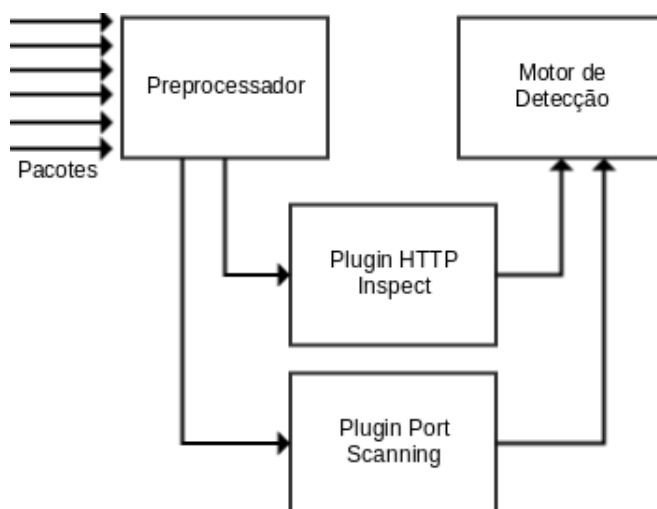 Preprocessador
Motor de
Detecção
Pacotes
Plugin HTTP
Inspect
Plugin Port
Scanning